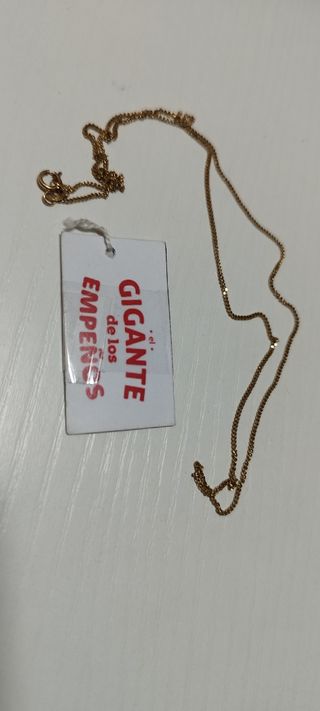 • el •
GIGANTE
de los
EMPEÑOS